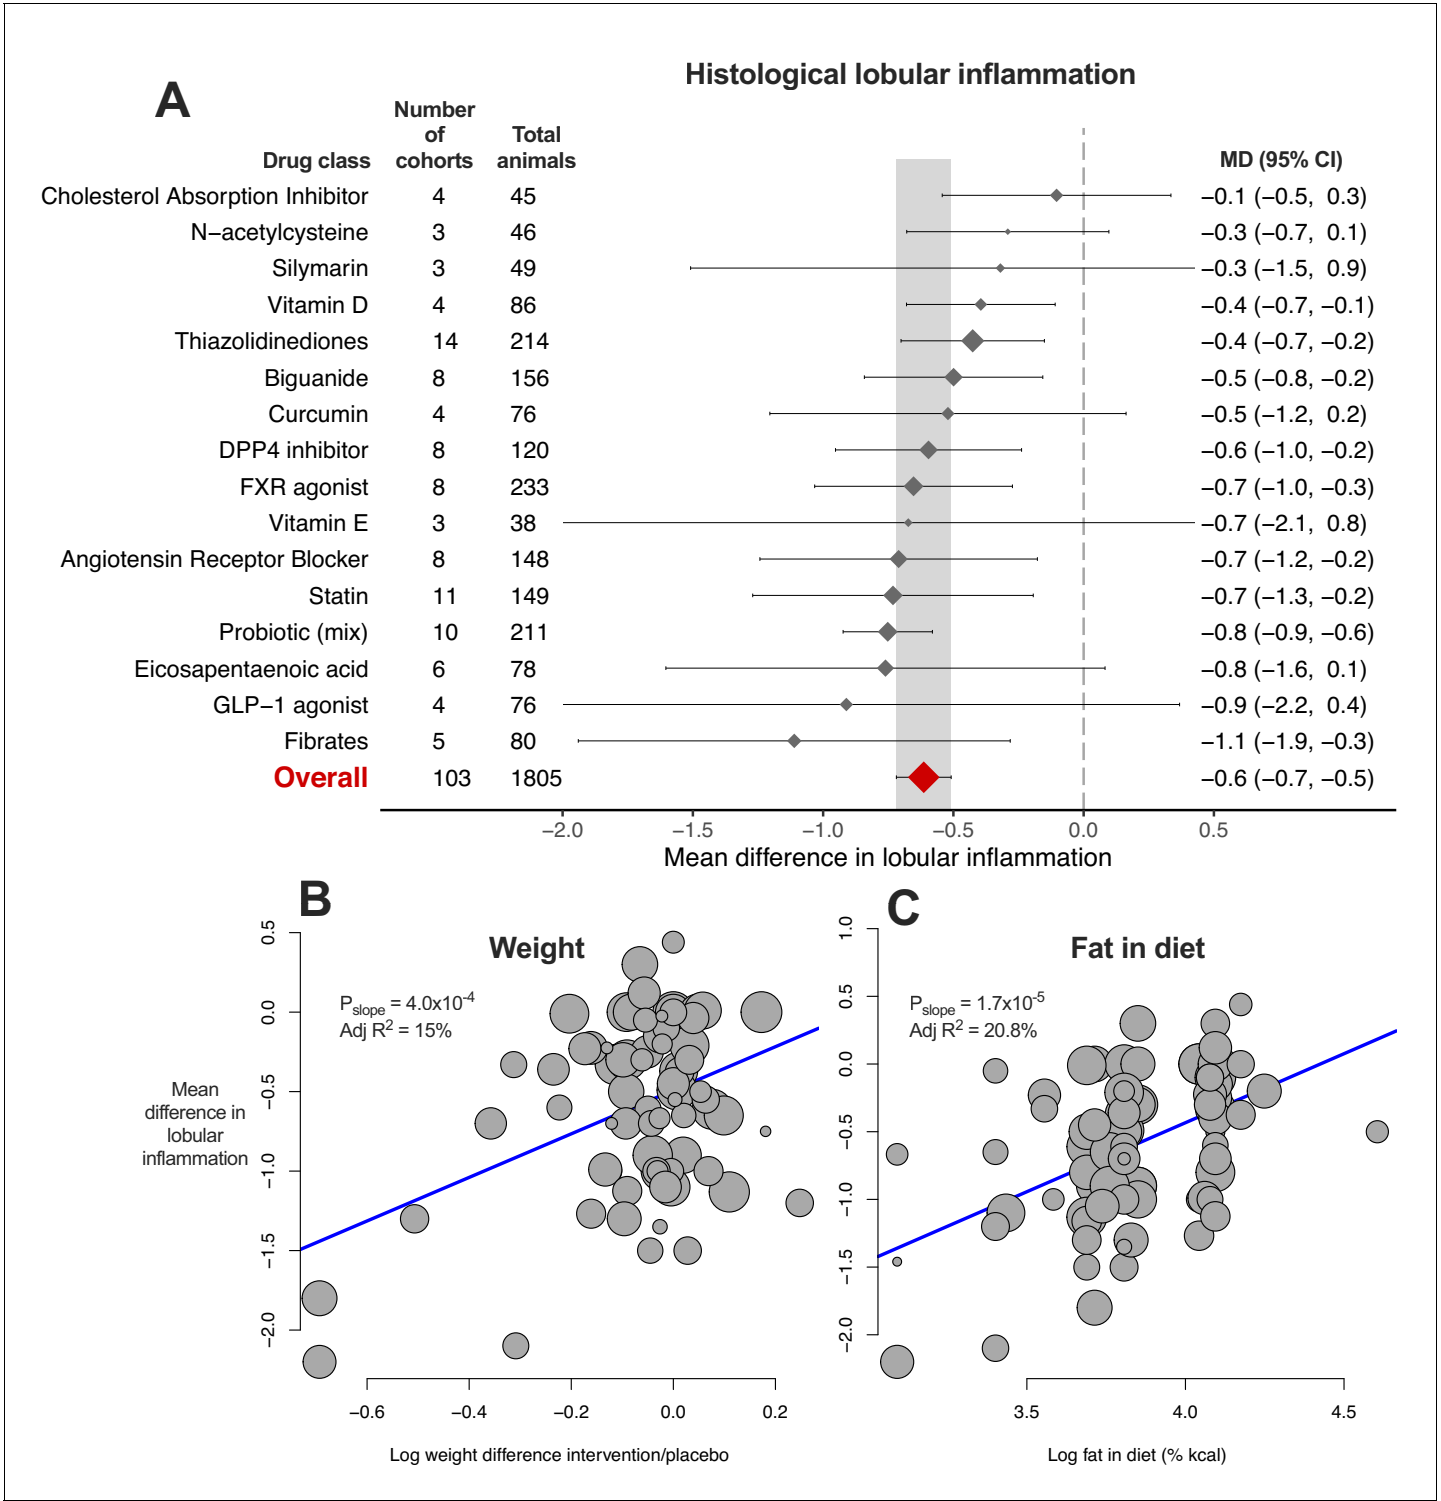 Histological lobular inflammation
A
Drug class Number of cohorts Total animals MD (95% CI)
Cholesterol Absorption Inhibitor 4 45 −0.1 (−0.5, 0.3)
N−acetylcysteine 3 46 −0.3 (−0.7, 0.1)
Silymarin 3 49 −0.3 (−1.5, 0.9)
Vitamin D 4 86 −0.4 (−0.7, −0.1)
Thiazolidinediones 14 214 −0.4 (−0.7, −0.2)
Biguanide 8 156 −0.5 (−0.8, −0.2)
Curcumin 4 76 −0.5 (−1.2, 0.2)
DPP4 inhibitor 8 120 −0.6 (−1.0, −0.2)
FXR agonist 8 233 −0.7 (−1.0, −0.3)
Vitamin E 3 38 −0.7 (−2.1, 0.8)
Angiotensin Receptor Blocker 8 148 −0.7 (−1.2, −0.2)
Statin 11 149 −0.7 (−1.3, −0.2)
Probiotic (mix) 10 211 −0.8 (−0.9, −0.6)
Eicosapentaenoic acid 6 78 −0.8 (−1.6, 0.1)
GLP−1 agonist 4 76 −0.9 (−2.2, 0.4)
Fibrates 5 80 −1.1 (−1.9, −0.3)
Overall 103 1805 −0.6 (−0.7, −0.5)
−2.0 −1.5 −1.0 −0.5 0.0 0.5
Mean difference in lobular inflammation
B
Weight
P slope = 4.0x10-4
Adj R2 = 15%
0.5
0.0
−0.5
−1.0
−1.5
−2.0
Mean
difference in
lobular
inflammation
−0.6 −0.4 −0.2 0.0 0.2
Log weight difference intervention/placebo
C
Fat in diet
P slope = 1.7x10-5
Adj R2 = 20.8%
1.0
0.5
0.0
−0.5
−1.0
−1.5
−2.0
3.5 4.0 4.5
Log fat in diet (% kcal)